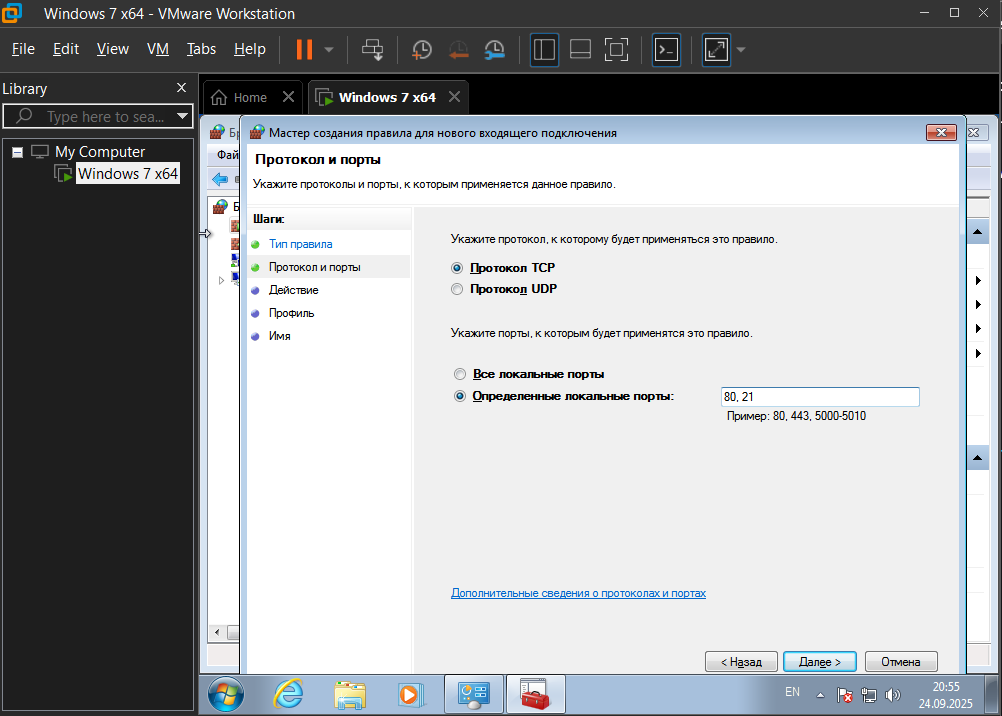 Windows 7 x64 - VMware Workstation
File Edit View VM Tabs Help
Library
Type here to sea...
My Computer
Windows 7 x64
Home
Windows 7 x64
Бр
Мастер создания правила для нового входящего подключения
Фай
Протокол и порты
Укажите протоколы и порты, к которым применяется данное правило.
Б
Шаги:
Тип правила
Протокол и порты
Действие
Профиль
Имя
Укажите протокол, к которому будет применяться это правило.
Протокол TCP
Протокол UDP
Укажите порты, к которым будет применятся это правило.
Все локальные порты
Определенные локальные порты:
80, 21
Пример: 80, 443, 5000-5010
Дополнительные сведения о протоколах и портах
< Назад
Далее >
Отмена
EN
20:55
24.09.2025